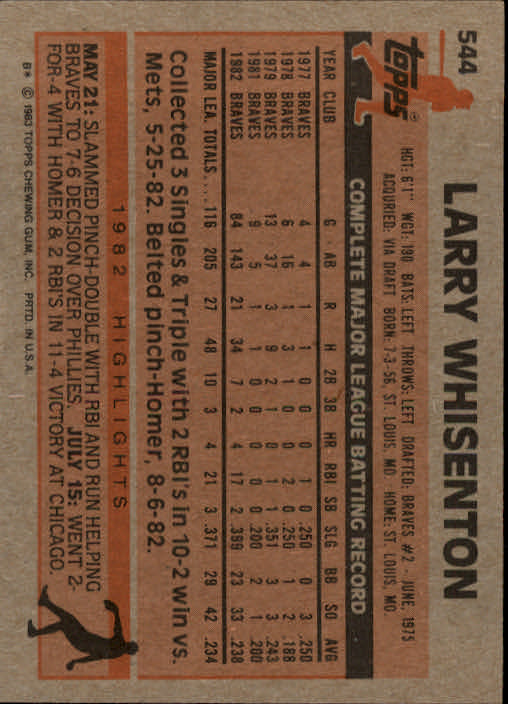 544
LARRY WHISENTON
topps®
HGT: 6'1" WGT: 190 BATS: LEFT THROWS: LEFT DRAFTED: BRAVES #2 - JUNE, 1975
ACQUIRED: VIA DRAFT BORN: 7-3-56, ST. LOUIS, MO. HOME: ST. LOUIS, MO.
COMPLETE MAJOR LEAGUE BATTING RECORD
YEAR CLUB G AB R H 2B 3B HR RBI SB SLG BB SO AVG
1977 BRAVES 4 4 1 1 0 0 0 2 0 .250 0 3 .250
1978 BRAVES 6 16 1 3 1 0 0 2 0 .250 1 2 .188
1979 BRAVES 13 37 3 9 2 1 0 1 1 .351 3 3 .243
1981 BRAVES 9 5 1 1 0 0 0 0 0 .200 2 1 .200
1982 BRAVES 84 143 21 34 7 2 4 17 2 .399 23 33 .238
MAJOR LEA. TOTALS.... 116 205 27 48 10 3 4 21 3 .371 29 42 .234
Collected 3 Singles & Triple with 2 RBI's in 10-2 win vs.
Mets, 5-25-82. Belted pinch-Homer, 8-6-82.
1982 HIGHLIGHTS
MAY 21: SLAMMED PINCH-DOUBLE WITH RBI AND RUN HELPING
BRAVES TO 7-6 DECISION OVER PHILLIES. JULY 15: WENT 2-
FOR-4 WITH HOMER & 2 RBI'S IN 11-4 VICTORY AT CHICAGO.
B* © 1983 TOPPS CHEWING GUM, INC. PRTD. IN U.S.A.